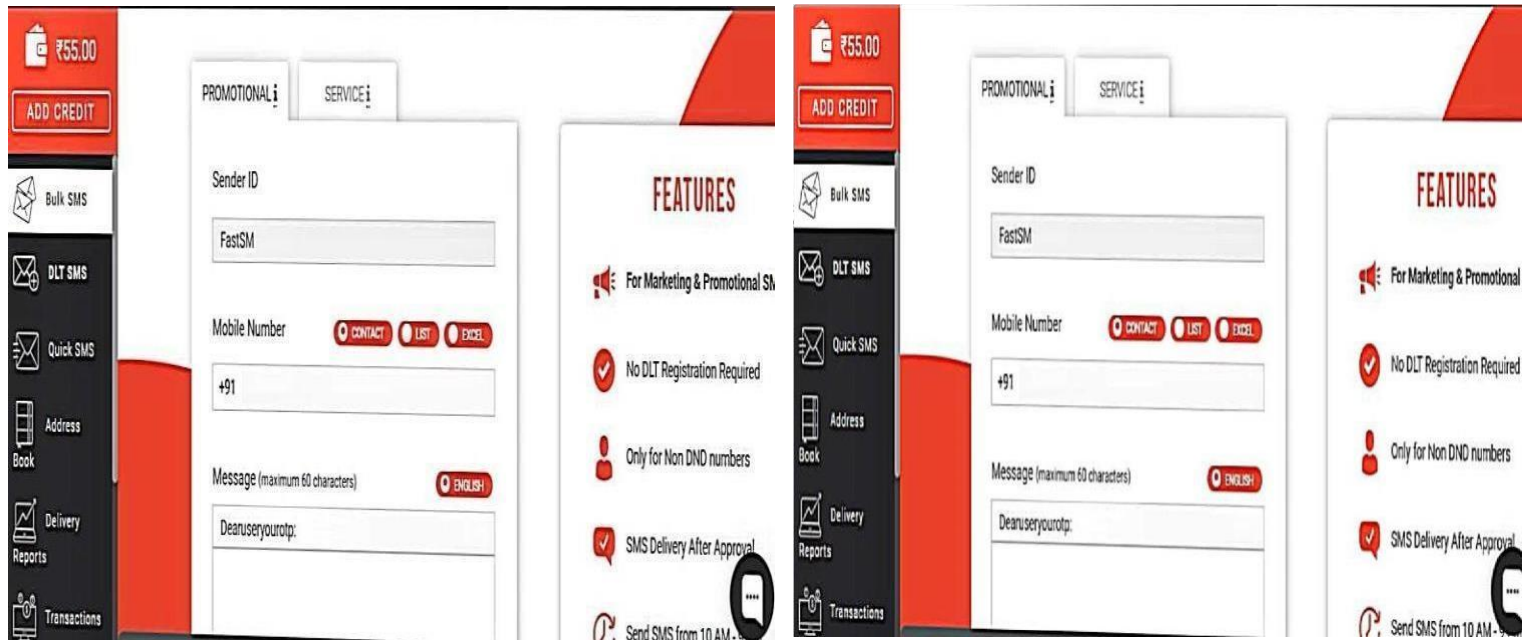 ₹55.00
ADD CREDIT
Bulk SMS
DLT SMS
Quick SMS
Address
Book
Delivery
Reports
Transactions
PROMOTIONAL i
SERVICE i
Sender ID
FastSM
Mobile Number
CONTACT LIST EXCEL
+91
Message (maximum 60 characters)
ENGLISH
Dearuseryourotp:
FEATURES
For Marketing & Promotional SM
No DLT Registration Required
Only for Non DND numbers
SMS Delivery After Approval
Send SMS from 10 AM -
₹55.00
ADD CREDIT
Bulk SMS
DLT SMS
Quick SMS
Address
Book
Delivery
Reports
Transactions
PROMOTIONAL i
SERVICE i
Sender ID
FastSM
Mobile Number
CONTACT LIST EXCEL
+91
Message (maximum 60 characters)
ENGLISH
Dearuseryourotp:
FEATURES
For Marketing & Promotional
No DLT Registration Required
Only for Non DND numbers
SMS Delivery After Approval
Send SMS from 10 AM -